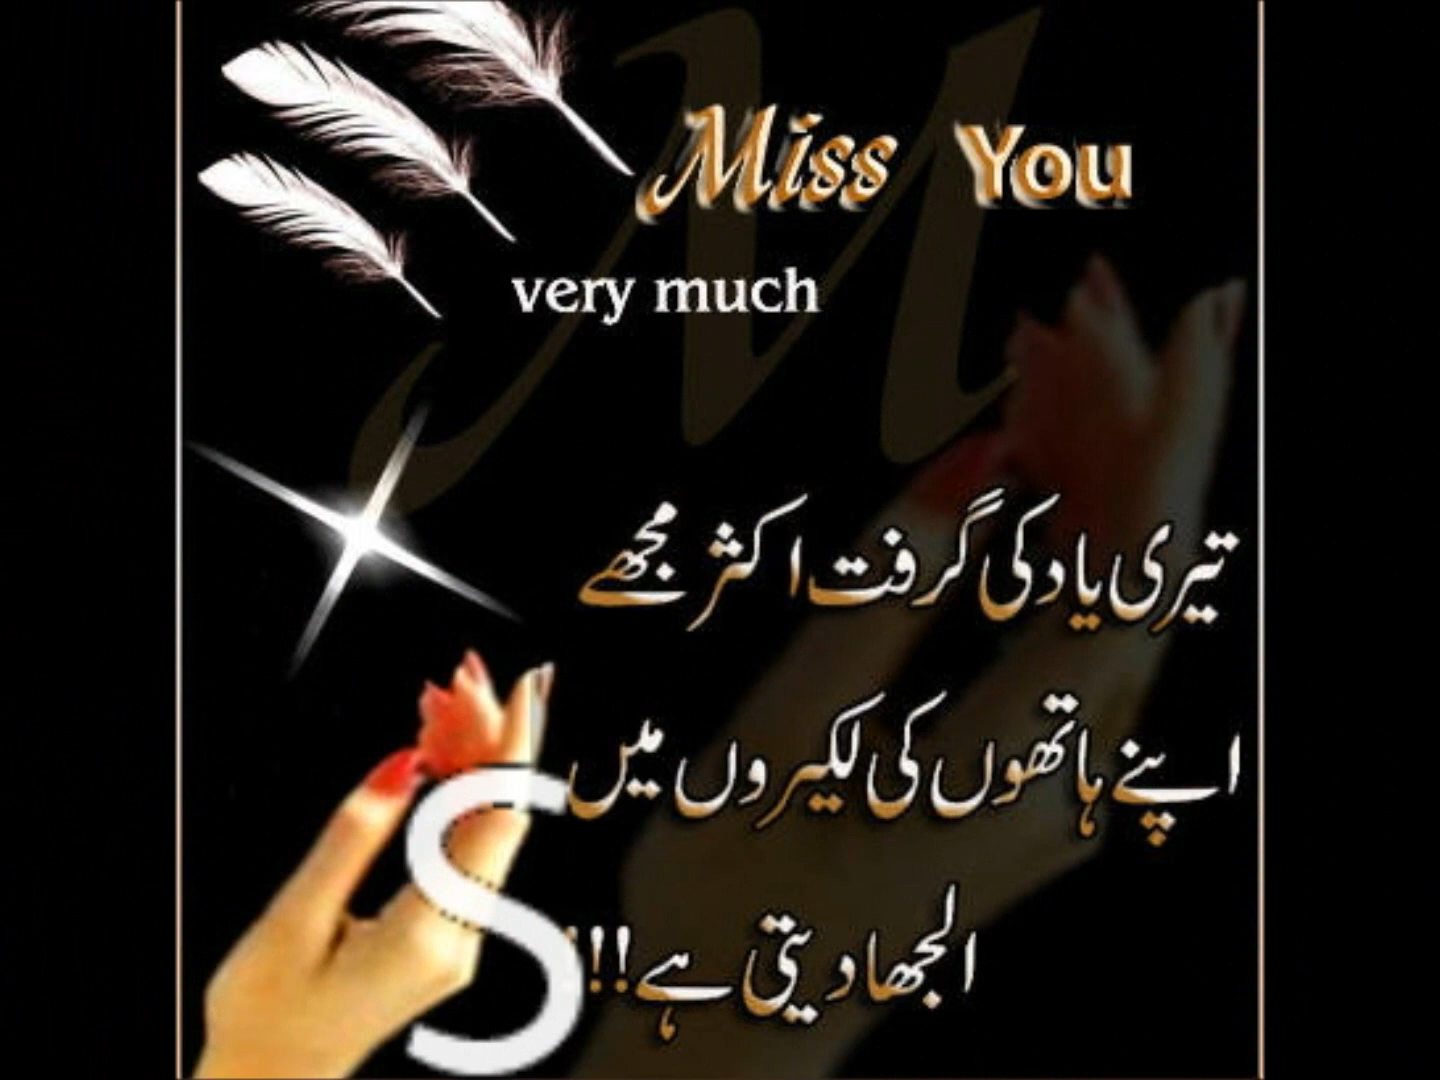 M
Miss You
very much
تیری یاد کی گرفت اکثر مجھے
اپنے ہاتھوں کی لکیروں میں
الجھا دیتی ہے!!!
S